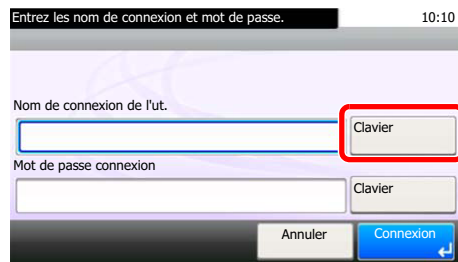 Entrez les nom de connexion et mot de passe. 10:10
Nom de connexion de l'ut.
Clavier
Mot de passe connexion
Clavier
Annuler Connexion